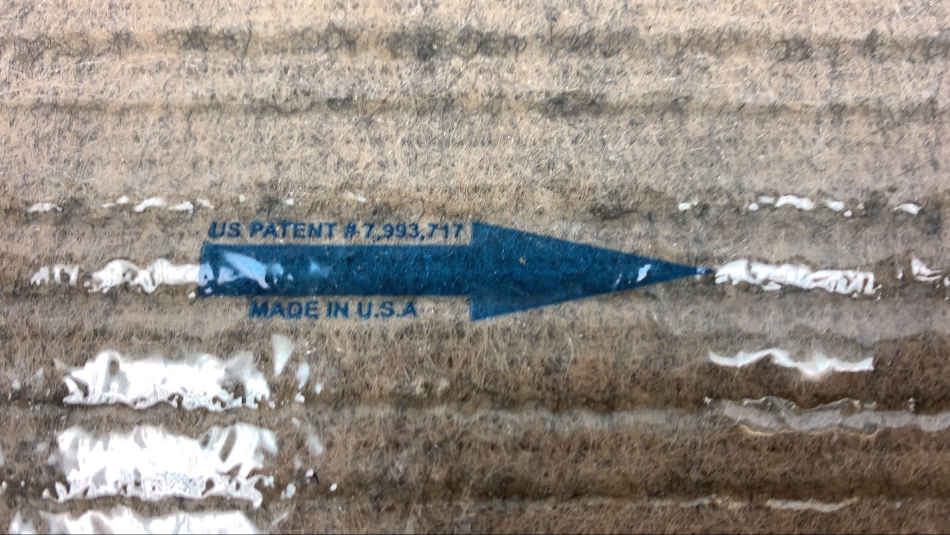 US PATENT # 7,993,717
MADE IN U.S.A